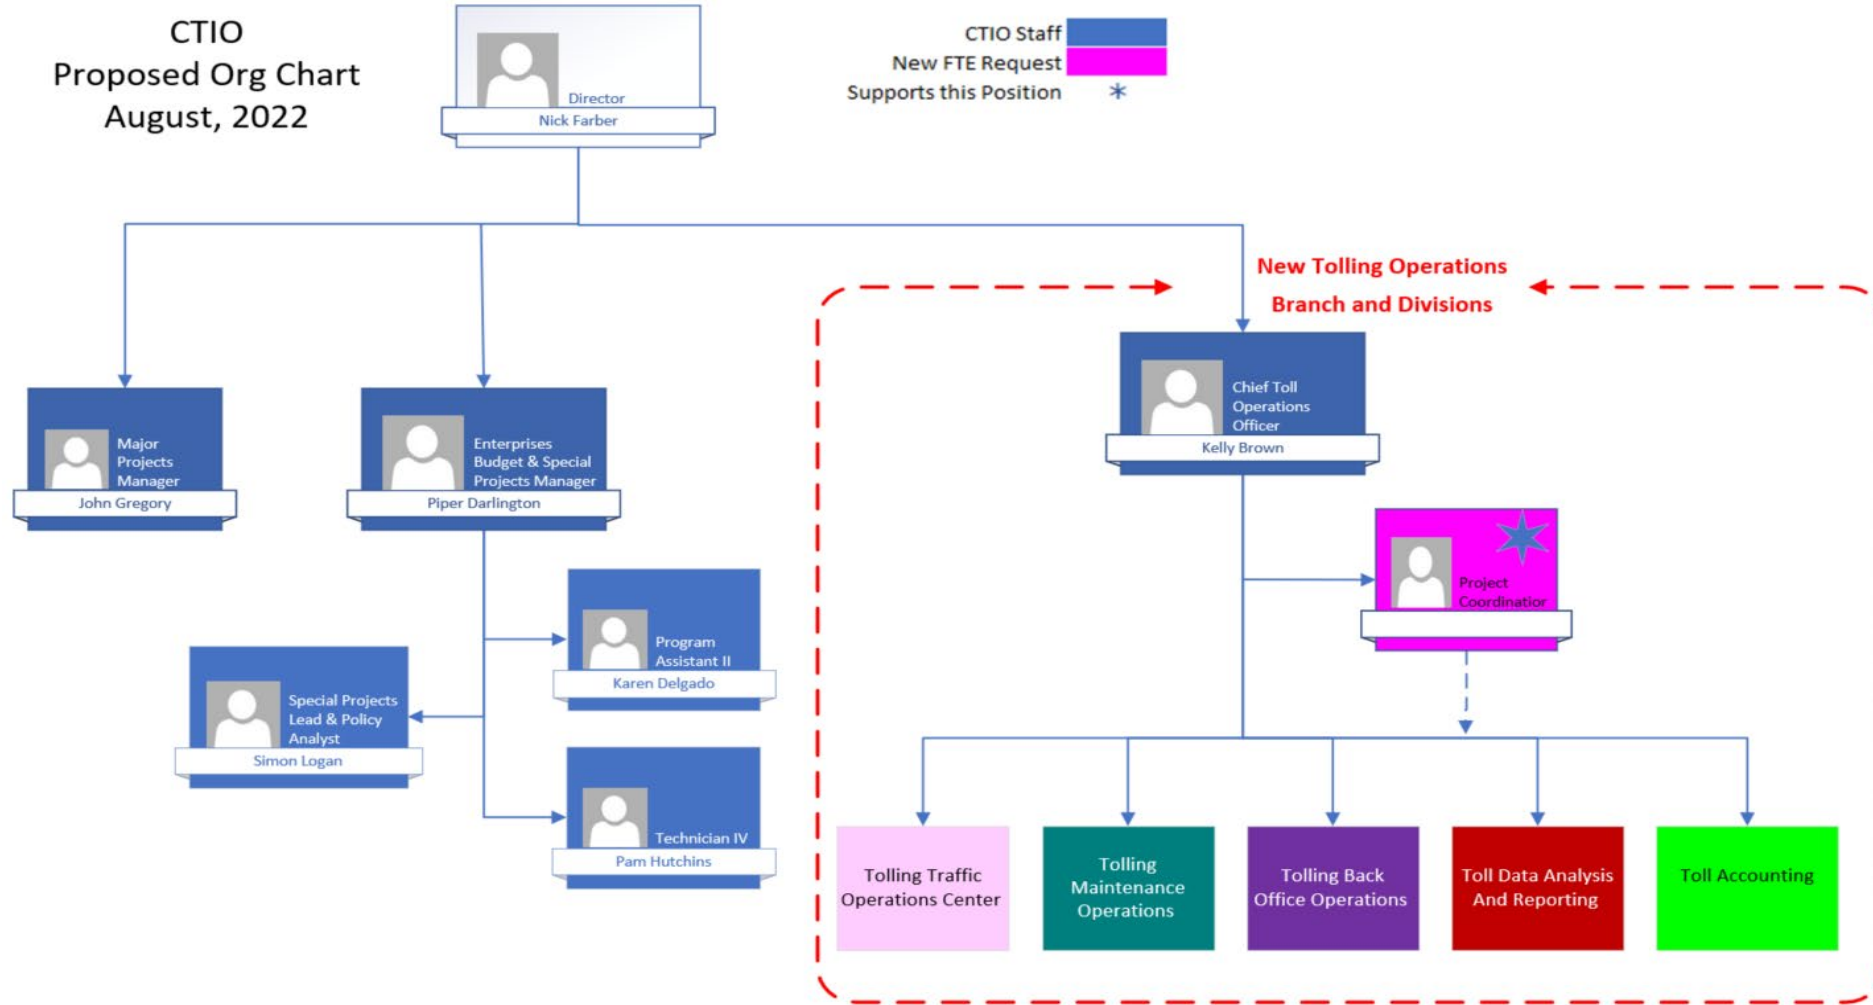 CTIO
Proposed Org Chart
August, 2022
CTIO Staff
New FTE Request
Supports this Position *
Director
Nick Farber
New Tolling Operations
Branch and Divisions
Chief Toll
Operations
Officer
Kelly Brown
Major
Projects
Manager
John Gregory
Enterprises
Budget & Special
Projects Manager
Piper Darlington
Project
Coordinatior
Program
Assistant II
Karen Delgado
Special Projects
Lead & Policy
Analyst
Simon Logan
Technician IV
Pam Hutchins
Tolling Traffic
Operations Center
Tolling
Maintenance
Operations
Tolling Back
Office Operations
Toll Data Analysis
And Reporting
Toll Accounting